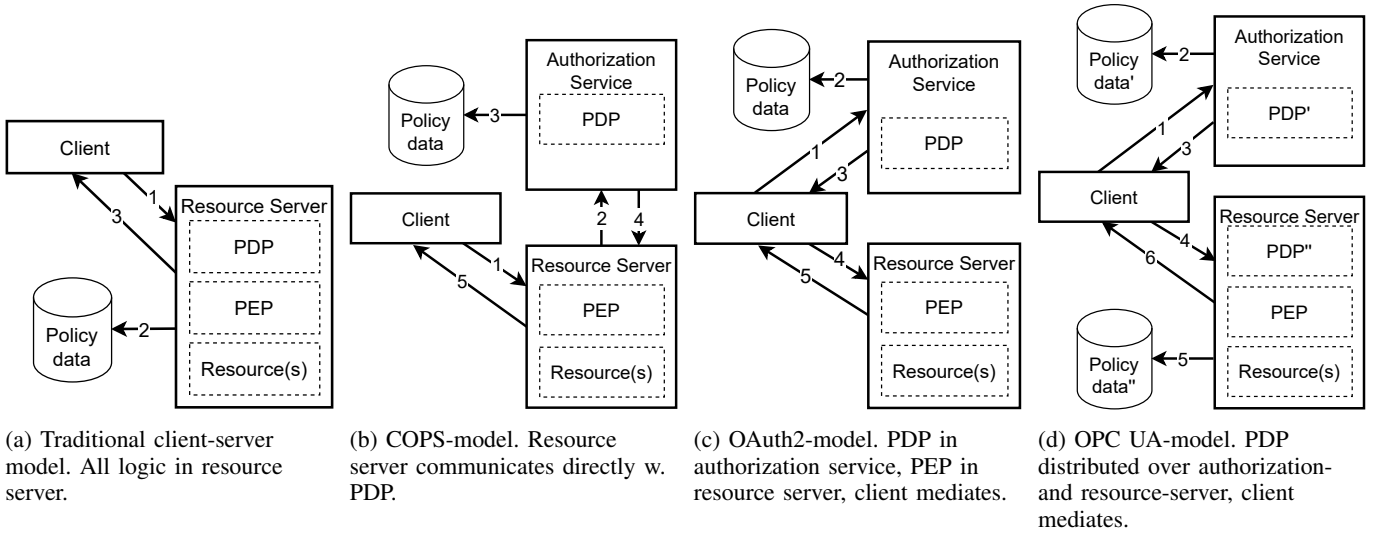 Client
1
3
Resource Server
PDP
PEP
Resource(s)
Policy
data
2
(a) Traditional client-server
model. All logic in resource
server.
Authorization
Service
PDP
Policy
data
3
Client
2
4
1
5
Resource Server
PEP
Resource(s)
(b) COPS-model. Resource
server communicates directly w.
PDP.
Authorization
Service
PDP
Policy
data
2
1
3
Client
4
5
Resource Server
PEP
Resource(s)
(c) OAuth2-model. PDP in
authorization service, PEP in
resource server, client mediates.
Authorization
Service
PDP'
Policy
data'
2
1
3
Client
4
6
Resource Server
PDP"
PEP
Resource(s)
Policy
data"
5
(d) OPC UA-model. PDP
distributed over authorization-
and resource-server, client
mediates.